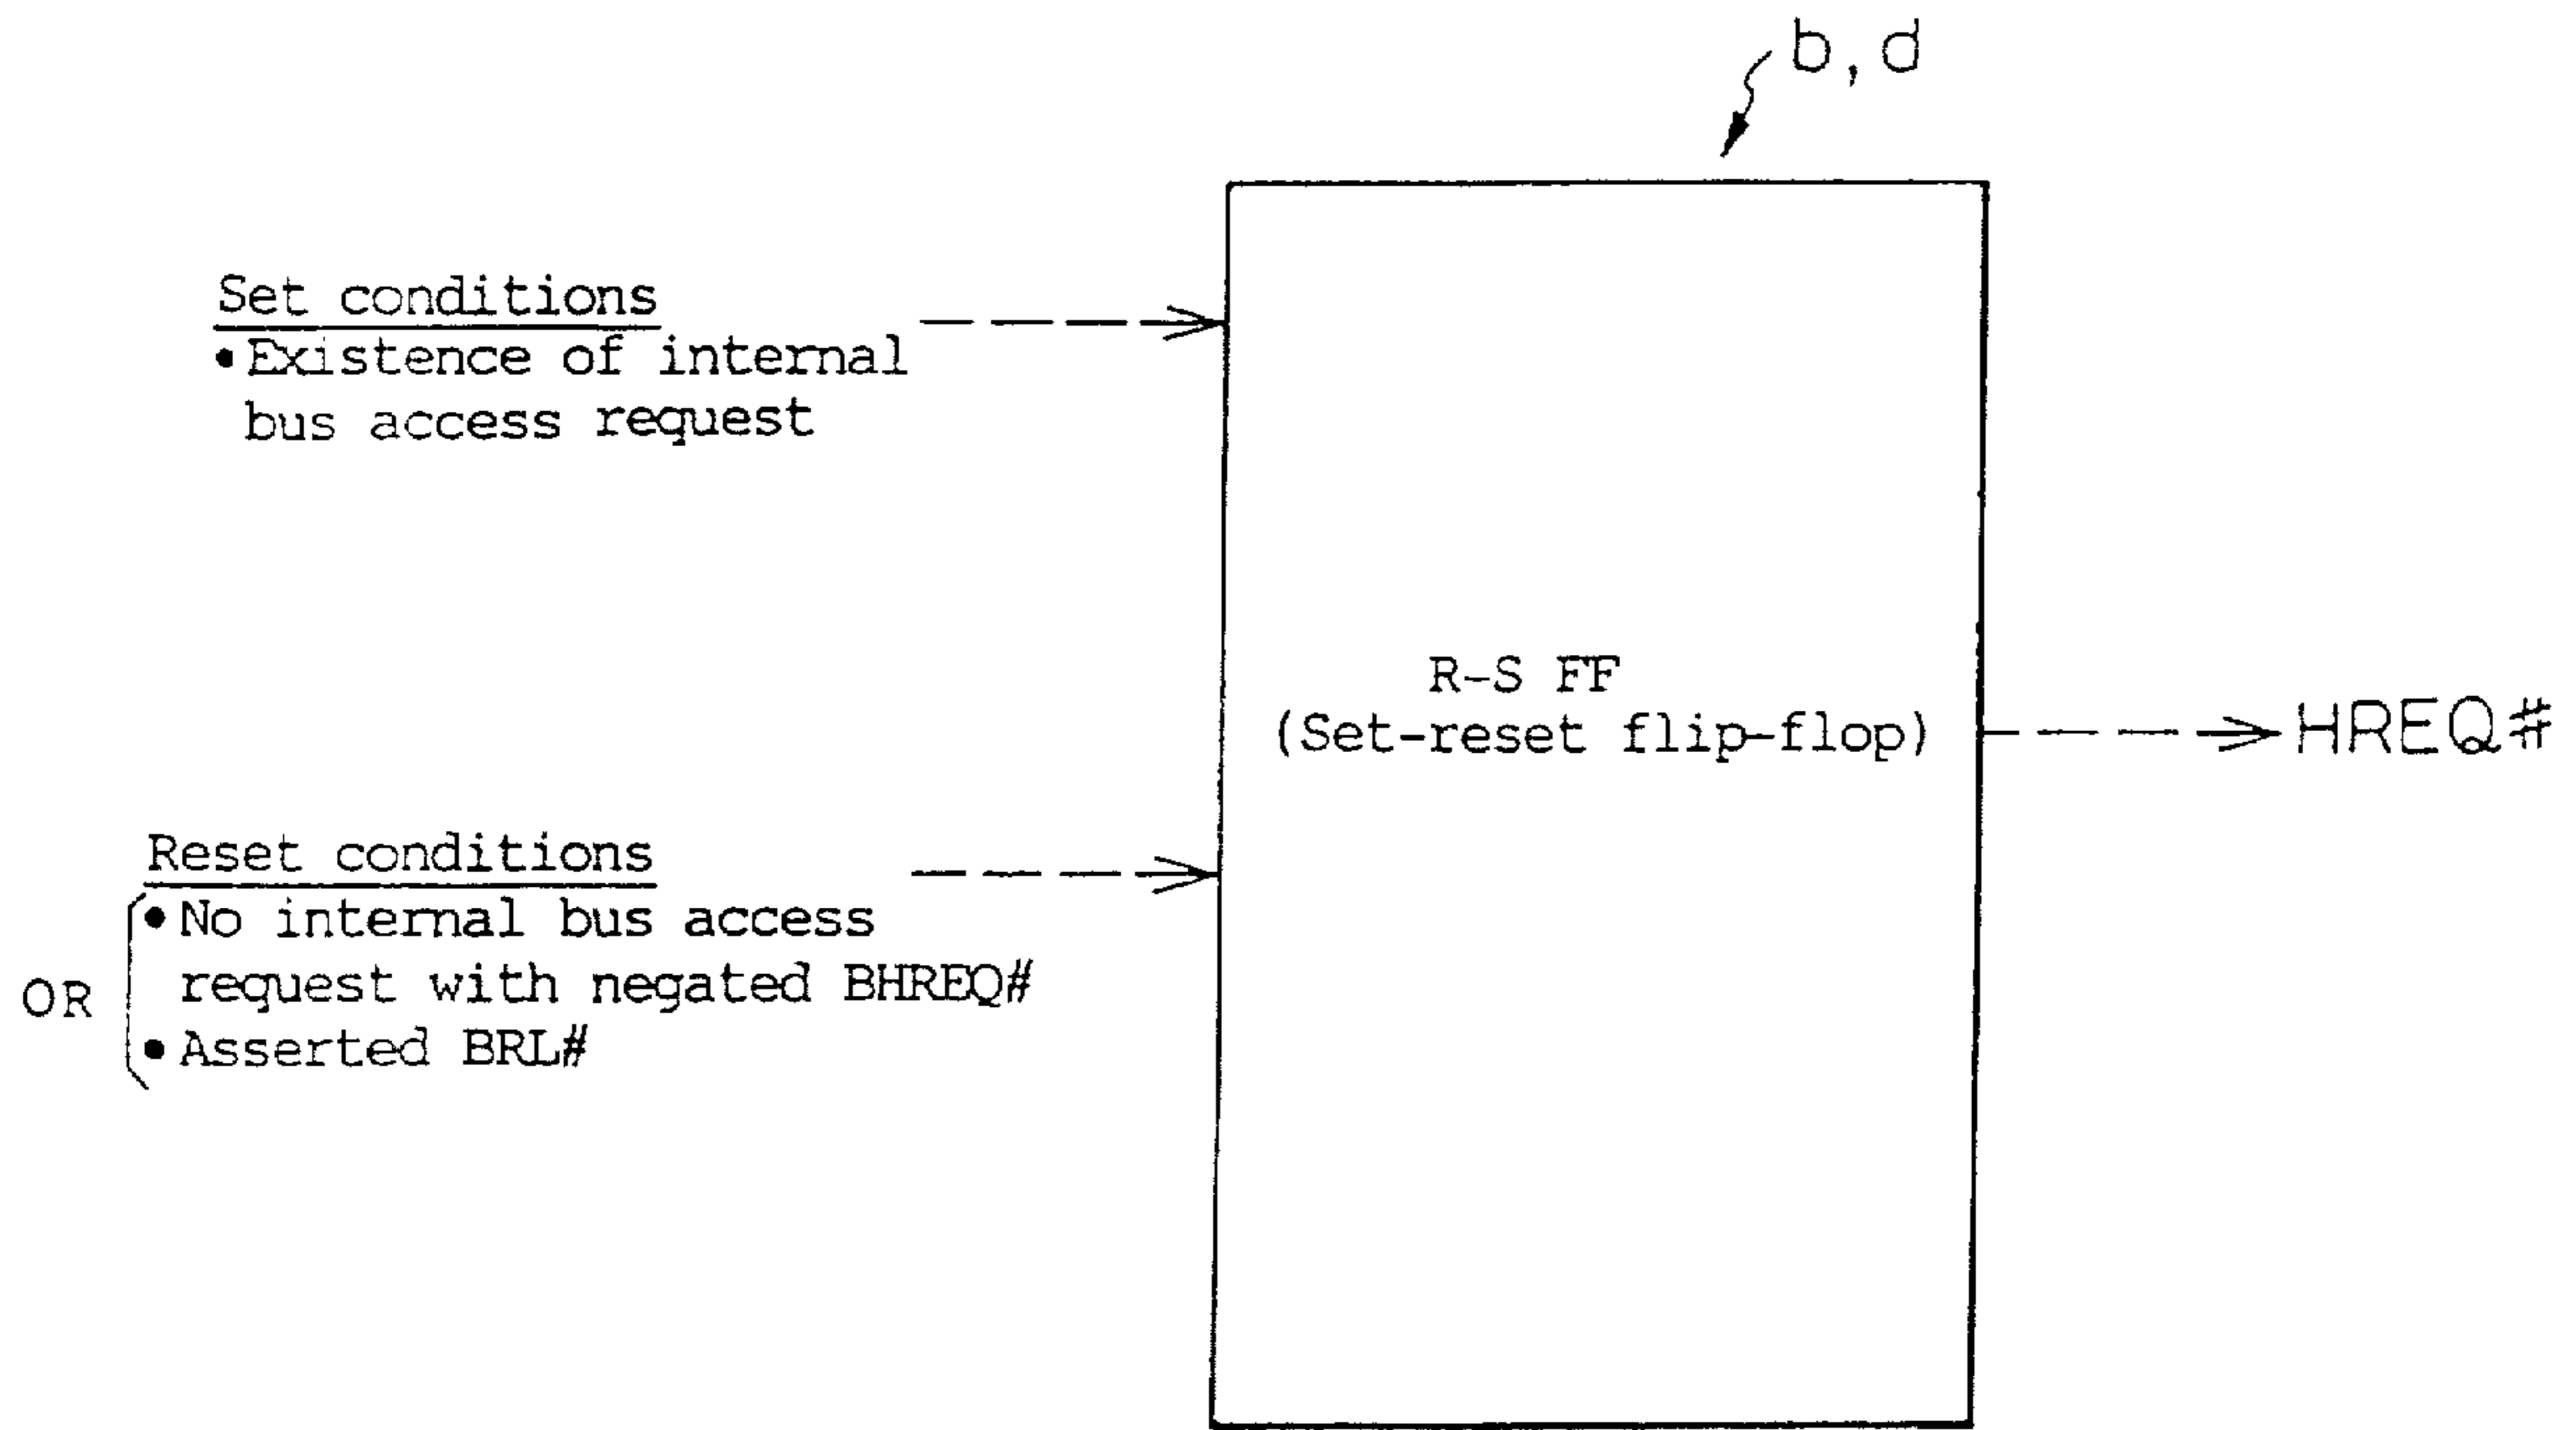 b,d
Set conditions
•Existence of internal
bus access request
R-S FF
(Set-reset flip-flop)
HREQ#
Reset conditions
•No internal bus access
request with negated BHREQ#
OR
•Asserted BRL#